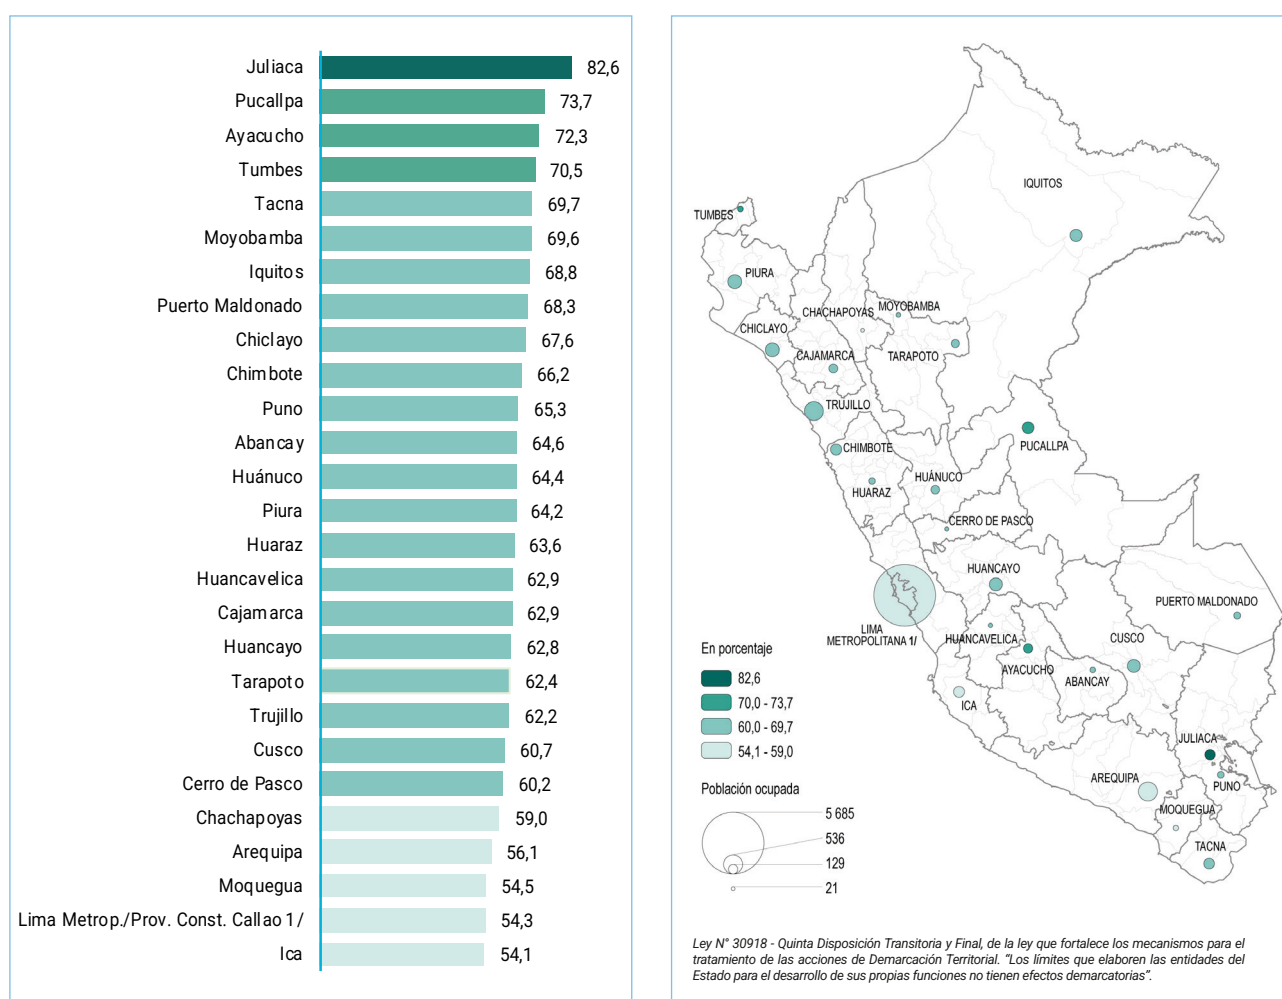 Juliaca 82,6
Pucallpa 73,7
Ayacucho 72,3
Tumbes 70,5
Tacna 69,7
Moyobamba 69,6
Iquitos 68,8
Puerto Maldonado 68,3
Chiclayo 67,6
Chimbote 66,2
Puno 65,3
Abancay 64,6
Huánuco 64,4
Piura 64,2
Huaraz 63,6
Huancavelica 62,9
Cajamarca 62,9
Huancayo 62,8
Tarapoto 62,4
Trujillo 62,2
Cusco 60,7
Cerro de Pasco 60,2
Chachapoyas 59,0
Arequipa 56,1
Moquegua 54,5
Lima Metrop./Prov. Const. Callao 1/ 54,3
Ica 54,1
IQUITOS
TUMBES
PIURA
CHACHAPOYAS
MOYOBAMBA
CHICLAYO
CAJAMARCA
TARAPOTO
TRUJILLO
CHIMBOTE
PUCALLPA
HUARAZ
HUÁNUCO
CERRO DE PASCO
HUANCAYO
PUERTO MALDONADO
LIMA
METROPOLITANA 1/
HUANCAVELICA
CUSCO
AYACUCHO
ABANCAY
ICA
JULIACA
AREQUIPA
PUNO
MOQUEGUA
TACNA
En porcentaje
82,6
70,0 - 73,7
60,0 - 69,7
54,1 - 59,0
Población ocupada
5 685
536
129
21
Ley N° 30918 - Quinta Disposición Transitoria y Final, de la ley que fortalece los mecanismos para el
tratamiento de las acciones de Demarcación Territorial. “Los límites que elaboren las entidades del
Estado para el desarrollo de sus propias funciones no tienen efectos demarcatorias”.